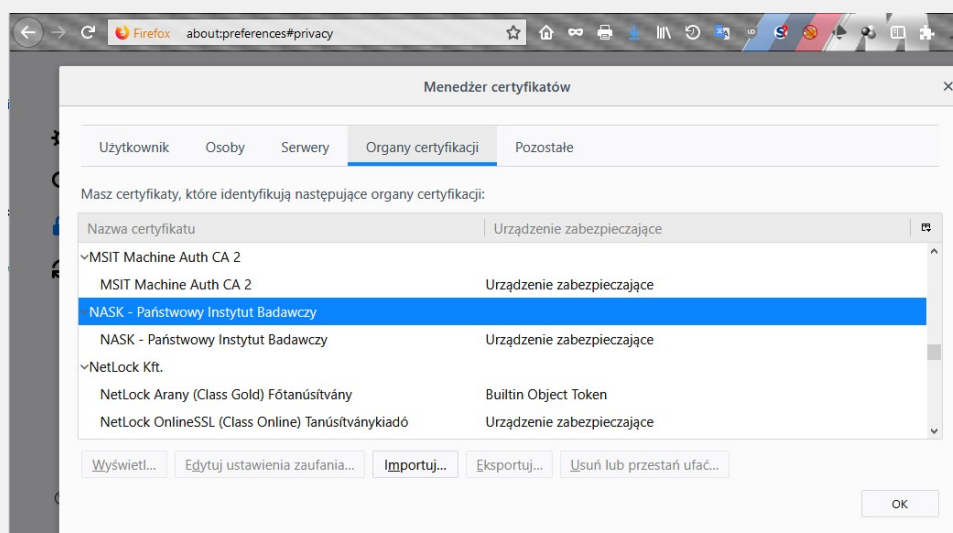 Firefox about:preferences#privacy
Menedżer certyfikatów
Użytkownik Osoby Serwery Organy certyfikacji Pozostałe
Masz certyfikaty, które identyfikują następujące organy certyfikacji:
Nazwa certyfikatu Urządzenie zabezpieczające
MSIT Machine Auth CA 2
MSIT Machine Auth CA 2 Urządzenie zabezpieczające
NASK - Państwowy Instytut Badawczy
NASK - Państwowy Instytut Badawczy Urządzenie zabezpieczające
NetLock Kft.
NetLock Arany (Class Gold) Főtanúsítvány Builtin Object Token
NetLock OnlineSSL (Class Online) Tanúsítványkiadó Urządzenie zabezpieczające
Wyświetl... Edytuj ustawienia zaufania... Importuj... Eksportuj... Usuń lub przestań ufać...
OK